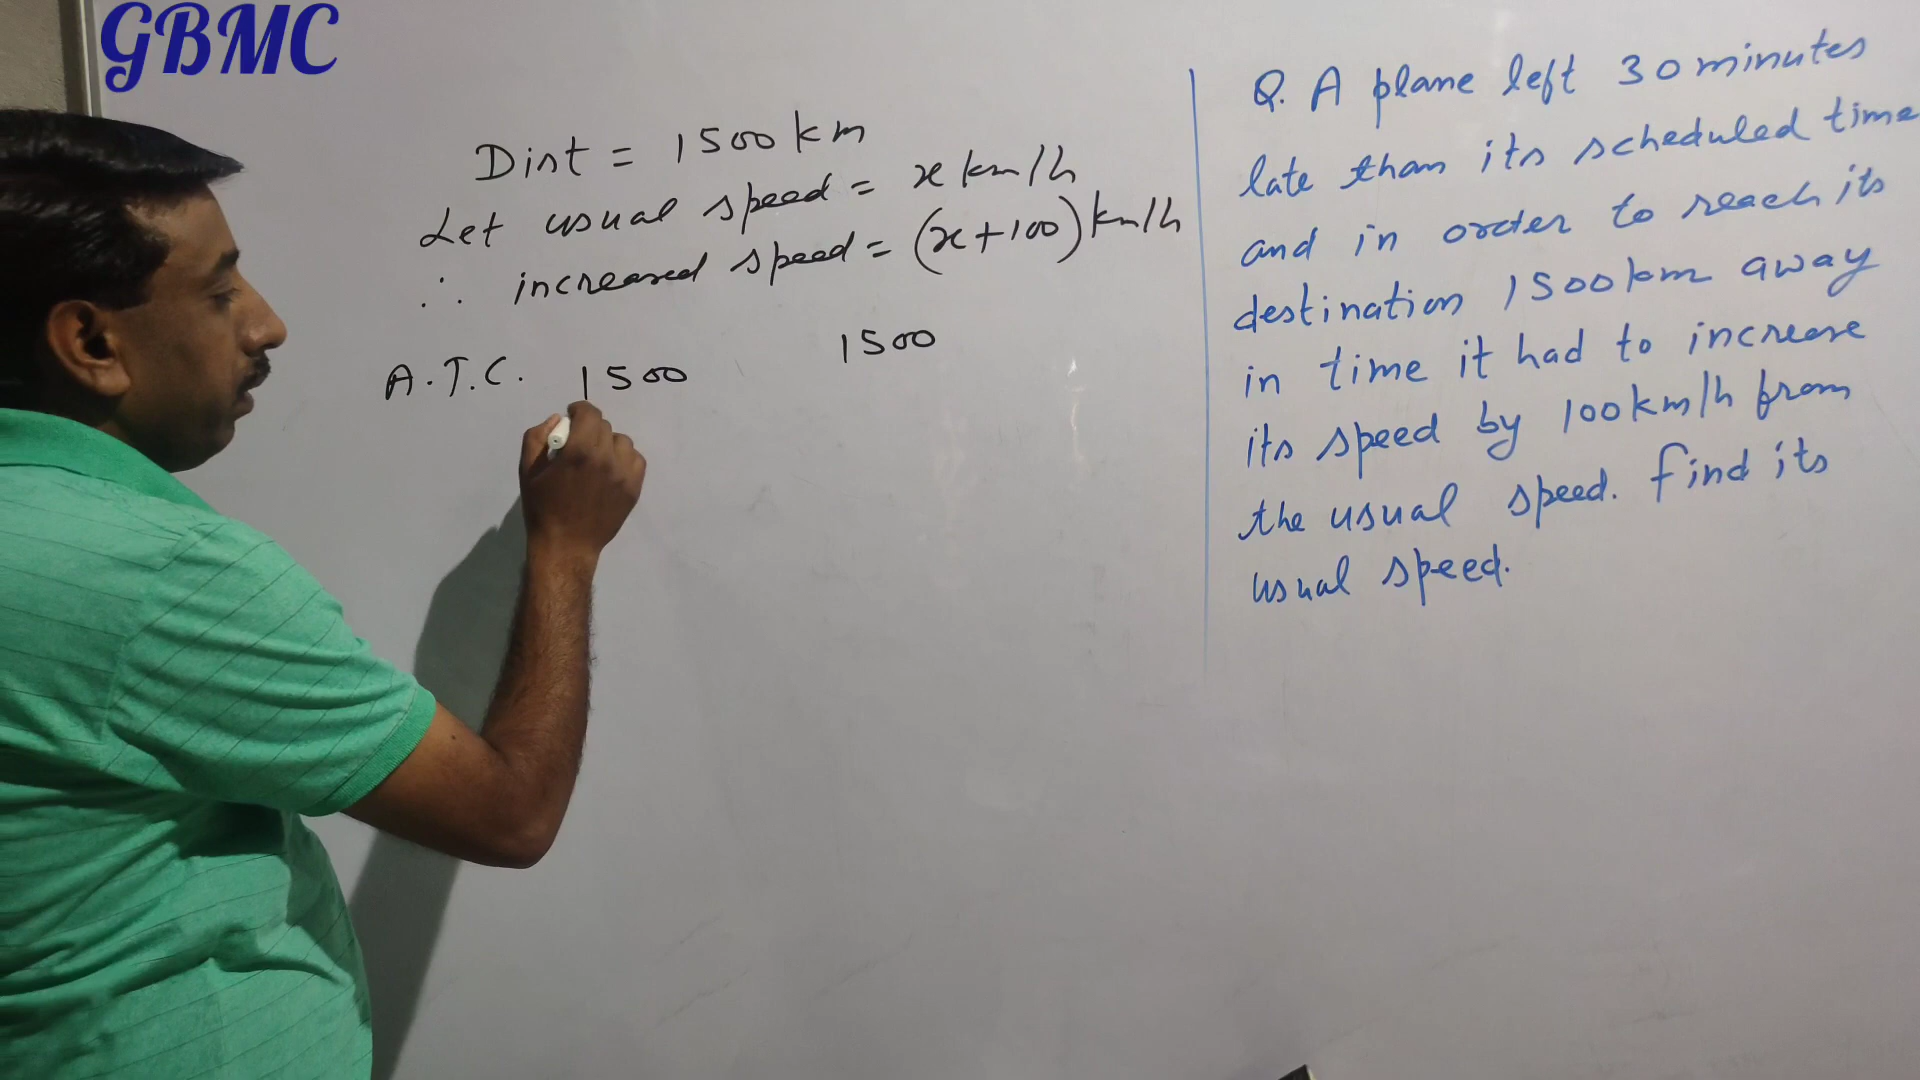 GBMC
Dist = 1500 km
Let usual speed = x km/h
∴ increased speed = (x+100) km/h
A.T.C. 1500 1500
Q. A plane left 30 minutes
late than its scheduled time
and in order to reach its
destination 1500 km away
in time it had to increase
its speed by 100 km/h from
the usual speed. Find its
usual speed.